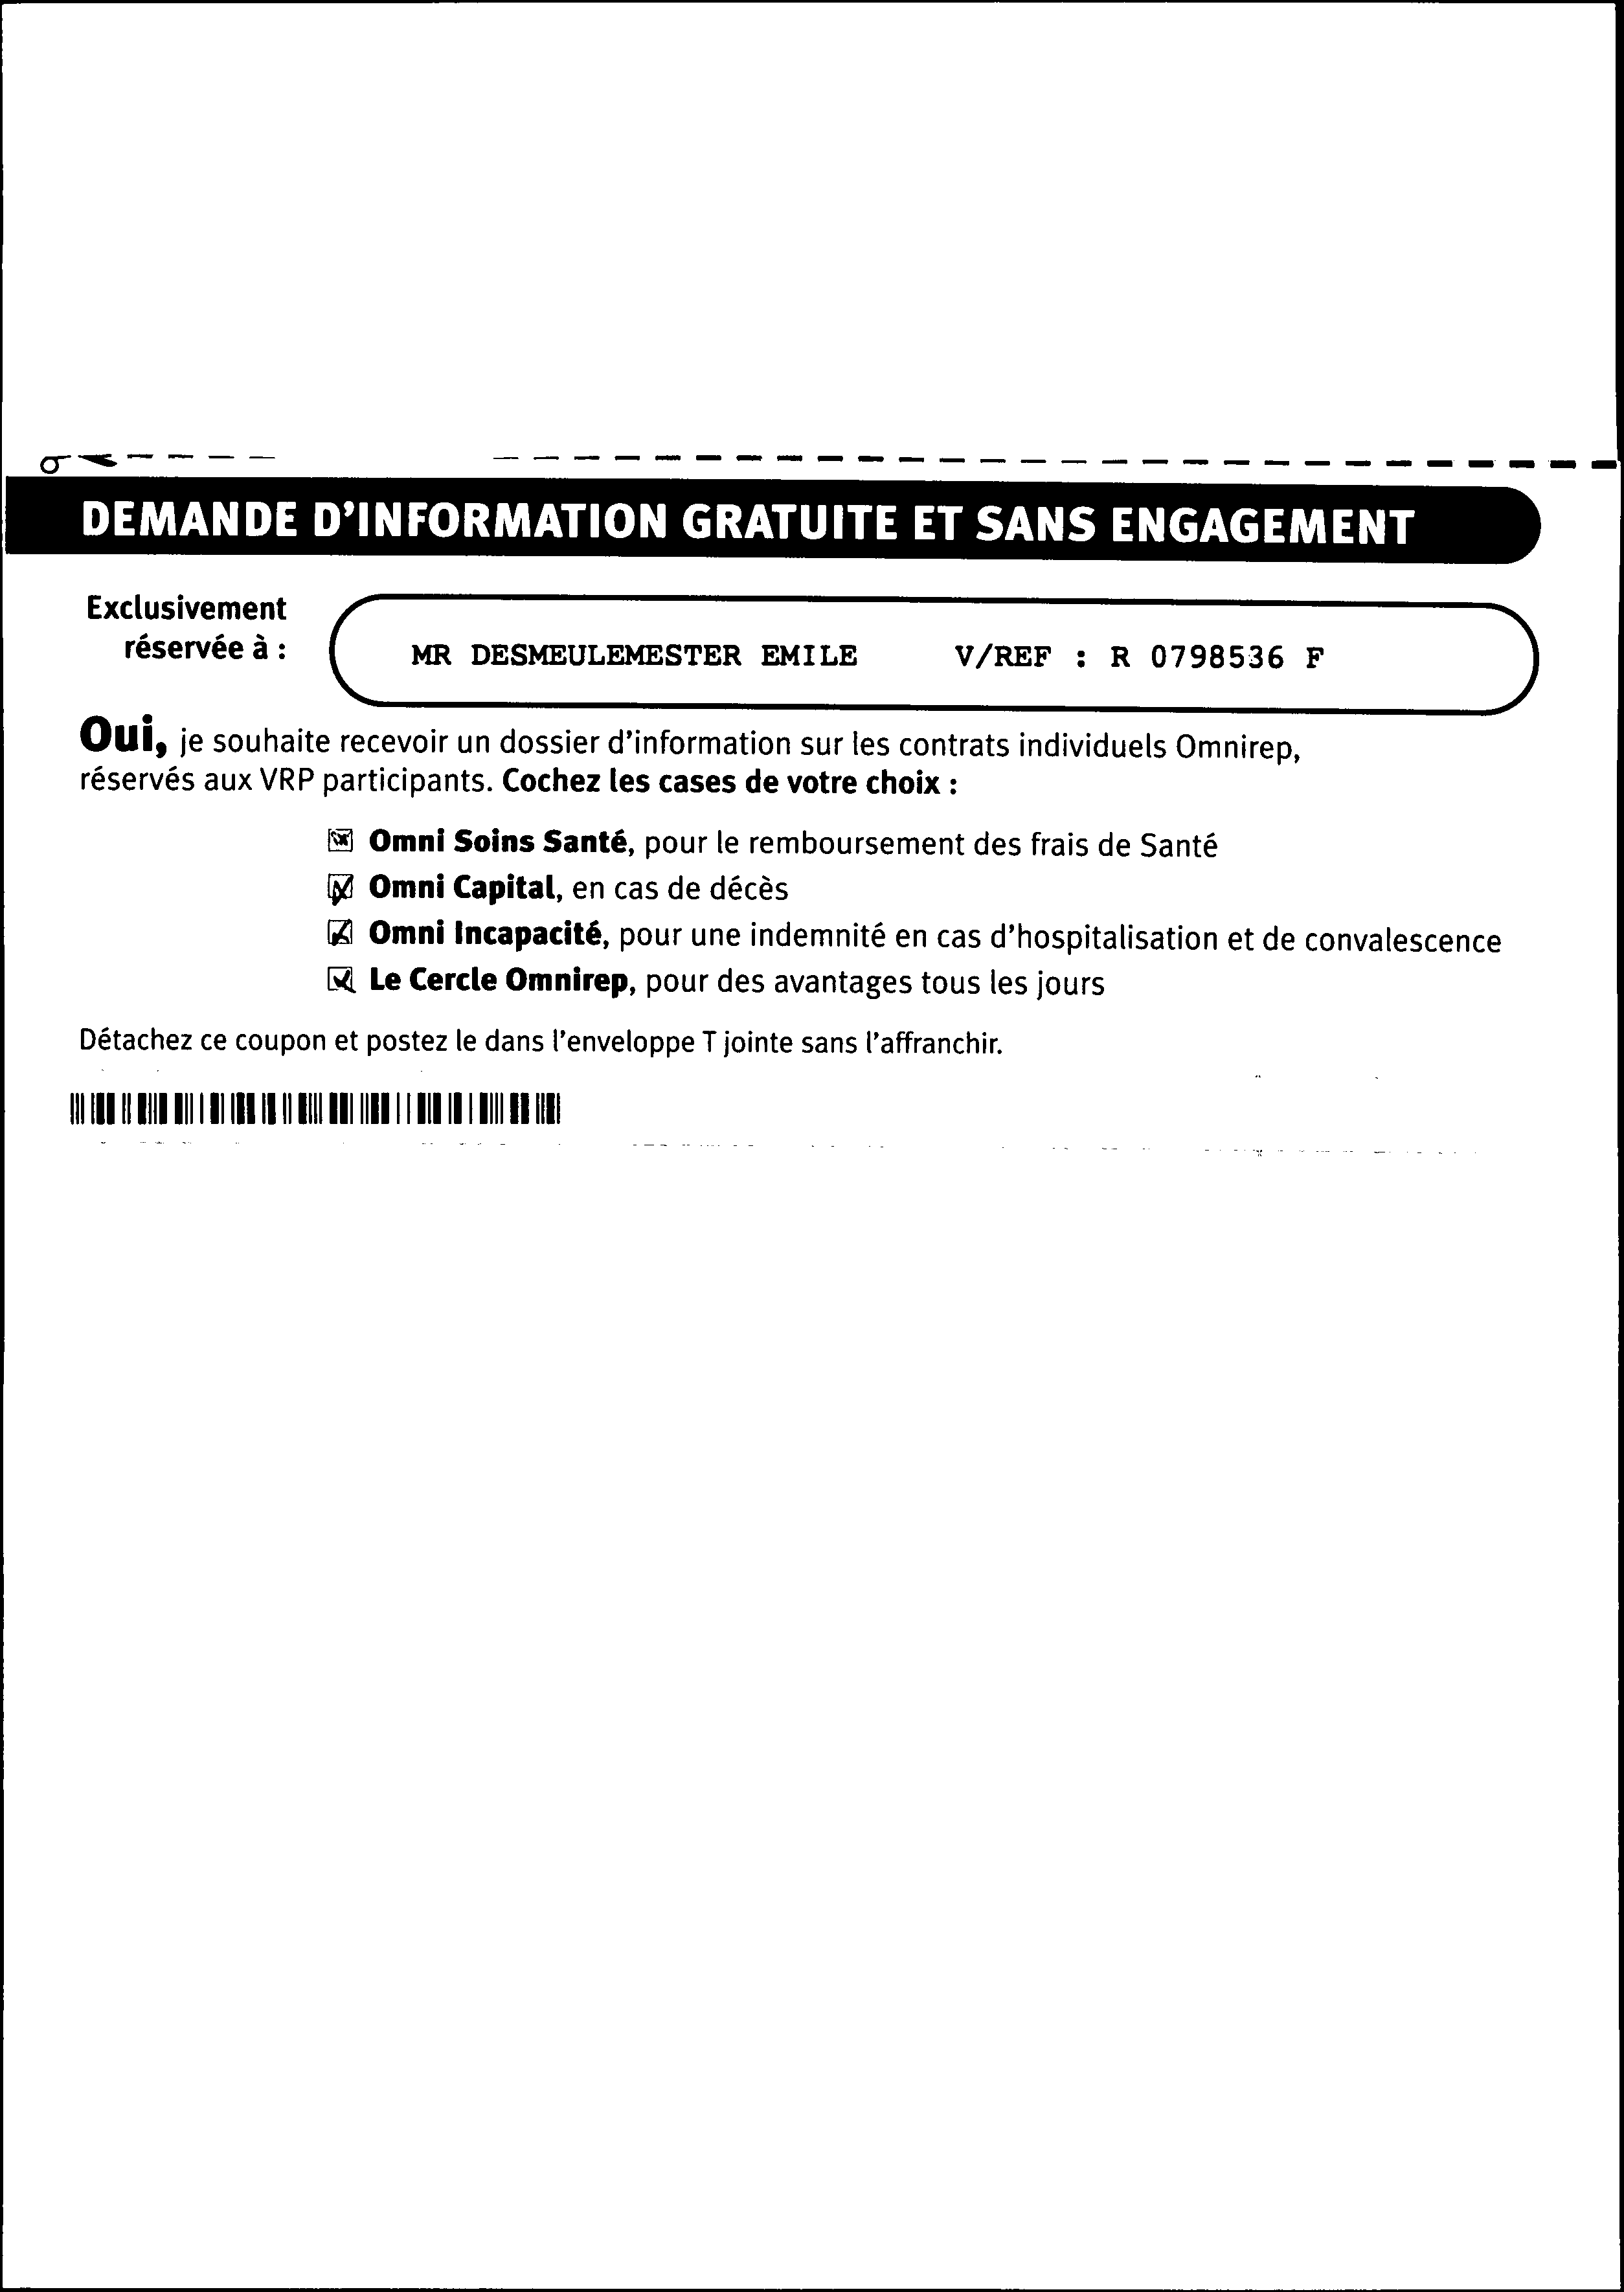 DEMANDE D'INFORMATION GRATUITE ET SANS ENGAGEMENT
Exclusivement
réservée à :
MR DESMEULEMESTER EMILE V/REF : R 0798536 F
Oui, je souhaite recevoir un dossier d'information sur les contrats individuels Omnirep,
réservés aux VRP participants. Cochez les cases de votre choix :
Omni Soins Santé, pour le remboursement des frais de Santé
Omni Capital, en cas de décès
Omni Incapacité, pour une indemnité en cas d'hospitalisation et de convalescence
Le Cercle Omnirep, pour des avantages tous les jours
Détachez ce coupon et postez le dans l'enveloppe T jointe sans l'affranchir.